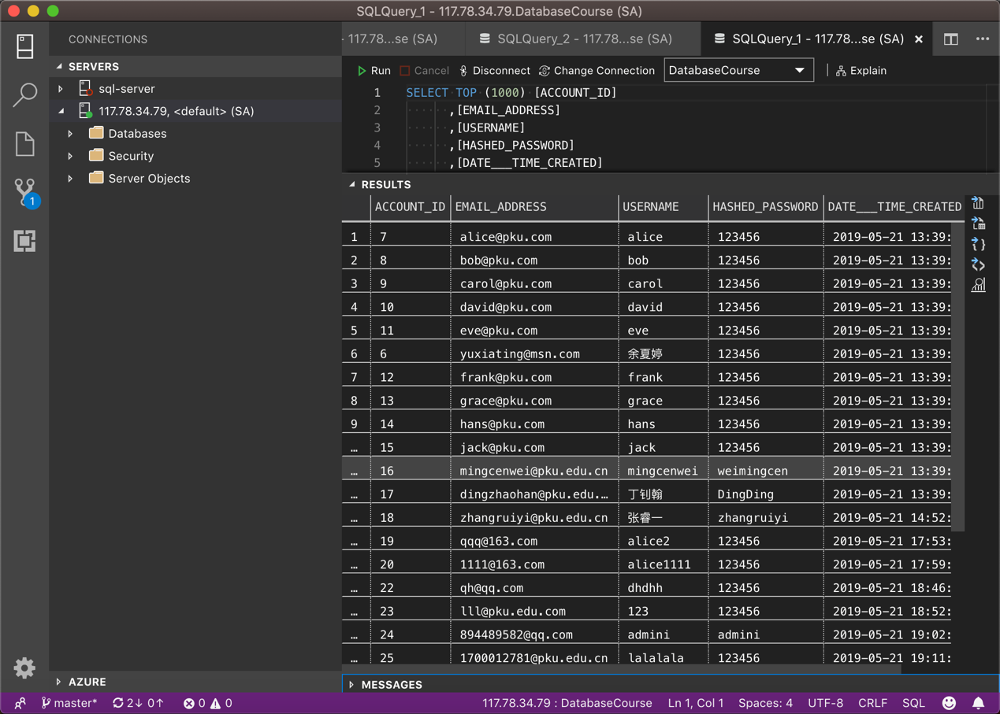 SQLQuery_1 - 117.78.34.79.DatabaseCourse (SA)
CONNECTIONS
- 117.78...se (SA)
SQLQuery_2 - 117.78...se (SA)
SQLQuery_1 - 117.78...se (SA)
SERVERS
sql-server
117.78.34.79, <default> (SA)
Databases
Security
Server Objects
1
AZURE
Run Cancel Disconnect Change Connection DatabaseCourse Explain
1 SELECT TOP (1000) [ACCOUNT_ID]
2 ,[EMAIL_ADDRESS]
3 ,[USERNAME]
4 ,[HASHED_PASSWORD]
5 ,[DATE___TIME_CREATED]
RESULTS
ACCOUNT_ID EMAIL_ADDRESS USERNAME HASHED_PASSWORD DATE___TIME_CREATED
1 7 alice@pku.com alice 123456 2019-05-21 13:39:
2 8 bob@pku.com bob 123456 2019-05-21 13:39:
3 9 carol@pku.com carol 123456 2019-05-21 13:39:
4 10 david@pku.com david 123456 2019-05-21 13:39:
5 11 eve@pku.com eve 123456 2019-05-21 13:39:
6 6 yuxiating@msn.com 余夏婷 123456 2019-05-21 13:39:
7 12 frank@pku.com frank 123456 2019-05-21 13:39:
8 13 grace@pku.com grace 123456 2019-05-21 13:39:
9 14 hans@pku.com hans 123456 2019-05-21 13:39:
… 15 jack@pku.com jack 123456 2019-05-21 13:39:
… 16 mingcenwei@pku.edu.cn mingcenwei weimingcen 2019-05-21 13:39:
… 17 dingzhaohan@pku.edu.… 丁钊翰 DingDing 2019-05-21 13:39:
… 18 zhangruiyi@pku.edu.cn 张睿一 zhangruiyi 2019-05-21 14:52:
… 19 qqq@163.com alice2 123456 2019-05-21 17:53:
… 20 1111@163.com alice1111 123456 2019-05-21 17:59:
… 22 qh@qq.com dhdhh 123456 2019-05-21 18:46:
… 23 lll@pku.edu.com 123 123456 2019-05-21 18:52:
… 24 894489582@qq.com admini admini 2019-05-21 19:02:
… 25 1700012781@pku.edu.cn lalalala 123456 2019-05-21 19:11:
MESSAGES
master* 2↓ 0↑ 0 0 117.78.34.79 : DatabaseCourse Ln 1, Col 1 Spaces: 4 UTF-8 CRLF SQL